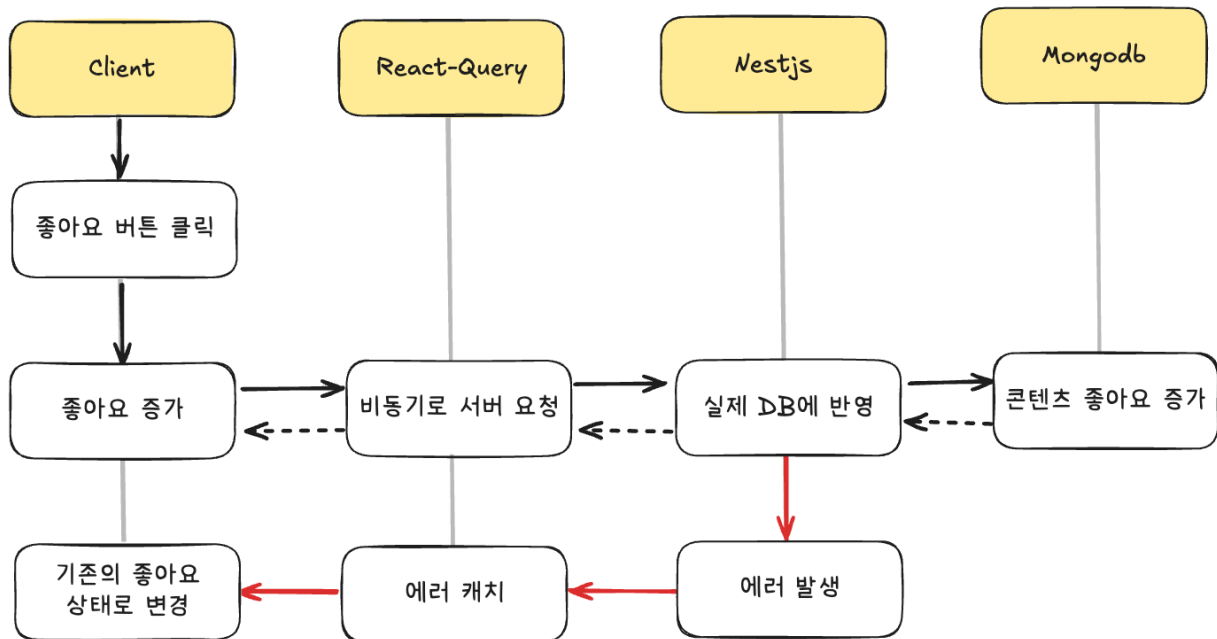 Client
React-Query
Nestjs
Mongodb
좋아요 버튼 클릭
좋아요 증가
비동기로 서버 요청
실제 DB에 반영
콘텐츠 좋아요 증가
기존의 좋아요
상태로 변경
에러 캐치
에러 발생